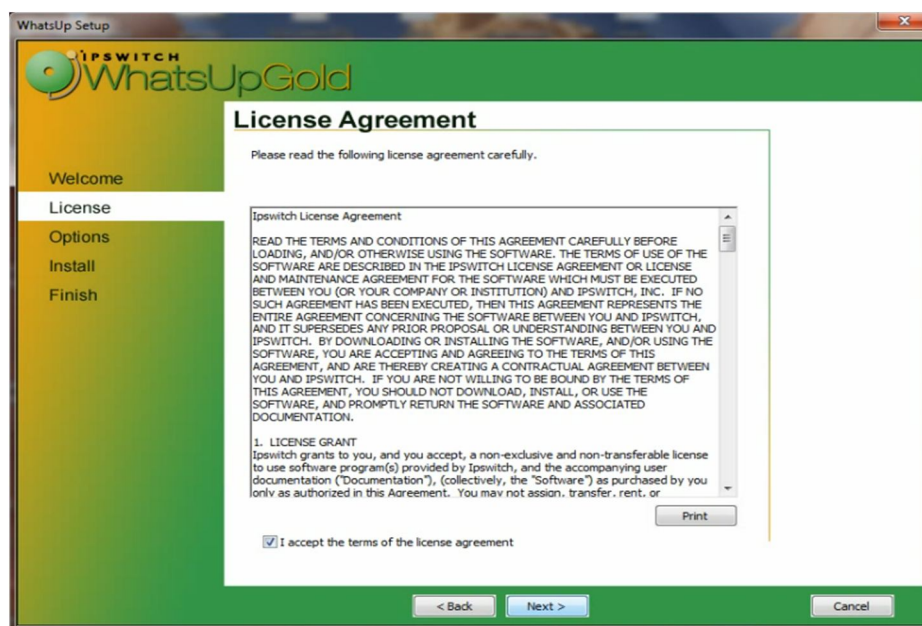 WhatsUp Setup
IPSWITCH
WhatsUpGold
License Agreement
Please read the following license agreement carefully.
Welcome
License
Options
Install
Finish
Ipswitch License Agreement
READ THE TERMS AND CONDITIONS OF THIS AGREEMENT CAREFULLY BEFORE
LOADING, AND/OR OTHERWISE USING THE SOFTWARE. THE TERMS OF USE OF THE
SOFTWARE ARE DESCRIBED IN THE IPSWITCH LICENSE AGREEMENT OR LICENSE
AND MAINTENANCE AGREEMENT FOR THE SOFTWARE WHICH MUST BE EXECUTED
BETWEEN YOU (OR YOUR COMPANY OR INSTITUTION) AND IPSWITCH, INC. IF NO
SUCH AGREEMENT HAS BEEN EXECUTED, THEN THIS AGREEMENT REPRESENTS THE
ENTIRE AGREEMENT CONCERNING THE SOFTWARE BETWEEN YOU AND IPSWITCH,
AND IT SUPERSEDES ANY PRIOR PROPOSAL OR UNDERSTANDING BETWEEN YOU AND
IPSWITCH. BY DOWNLOADING OR INSTALLING THE SOFTWARE, AND/OR USING THE
SOFTWARE, YOU ARE ACCEPTING AND AGREEING TO THE TERMS OF THIS
AGREEMENT, AND ARE THEREBY CREATING A CONTRACTUAL AGREEMENT BETWEEN
YOU AND IPSWITCH. IF YOU ARE NOT WILLING TO BE BOUND BY THE TERMS OF
THIS AGREEMENT, YOU SHOULD NOT DOWNLOAD, INSTALL, OR USE THE
SOFTWARE, AND PROMPTLY RETURN THE SOFTWARE AND ASSOCIATED
DOCUMENTATION.
1. LICENSE GRANT
Ipswitch grants to you, and you accept, a non-exclusive and non-transferable license
to use software program(s) provided by Ipswitch, and the accompanying user
documentation ("Documentation"), (collectively, the "Software") as purchased by you
only as authorized in this Agreement. You may not assign, transfer, rent, or
Print
I accept the terms of the license agreement
< Back
Next >
Cancel